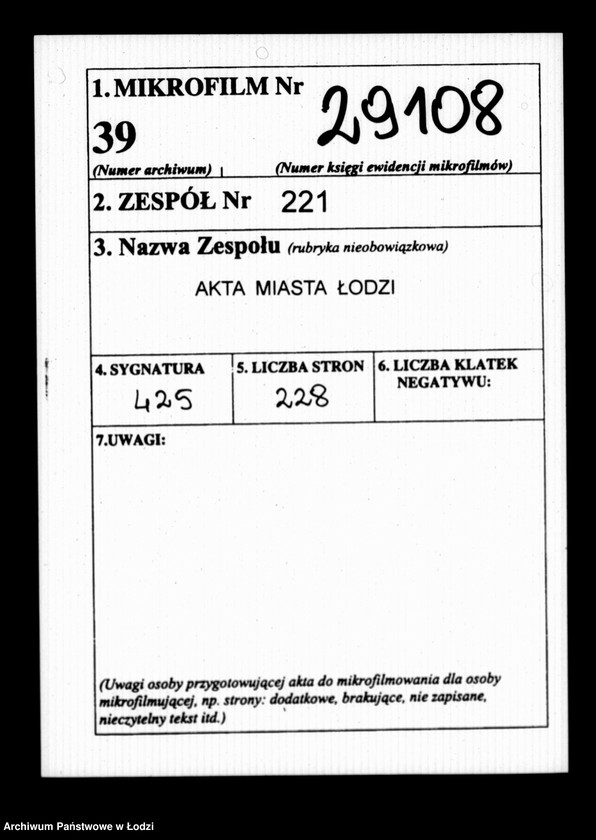 1. MIKROFILM Nr 29108
39
(Numer archiwum) (Numer księgi ewidencji mikrofilmów)
2. ZESPÓŁ Nr 221
3. Nazwa Zespołu (rubryka nieobowiązkowa)
AKTA MIASTA ŁODZI
4. SYGNATURA 5. LICZBA STRON 6. LICZBA KLATEK
NEGATYWU:
425 228
7.UWAGI:
(Uwagi osoby przygotowującej akta do mikrofilmowania dla osoby
mikrofilmującej, np. strony: dodatkowe, brakujące, nie zapisane,
nieczytelny tekst itd.)
Archiwum Państwowe w Łodzi